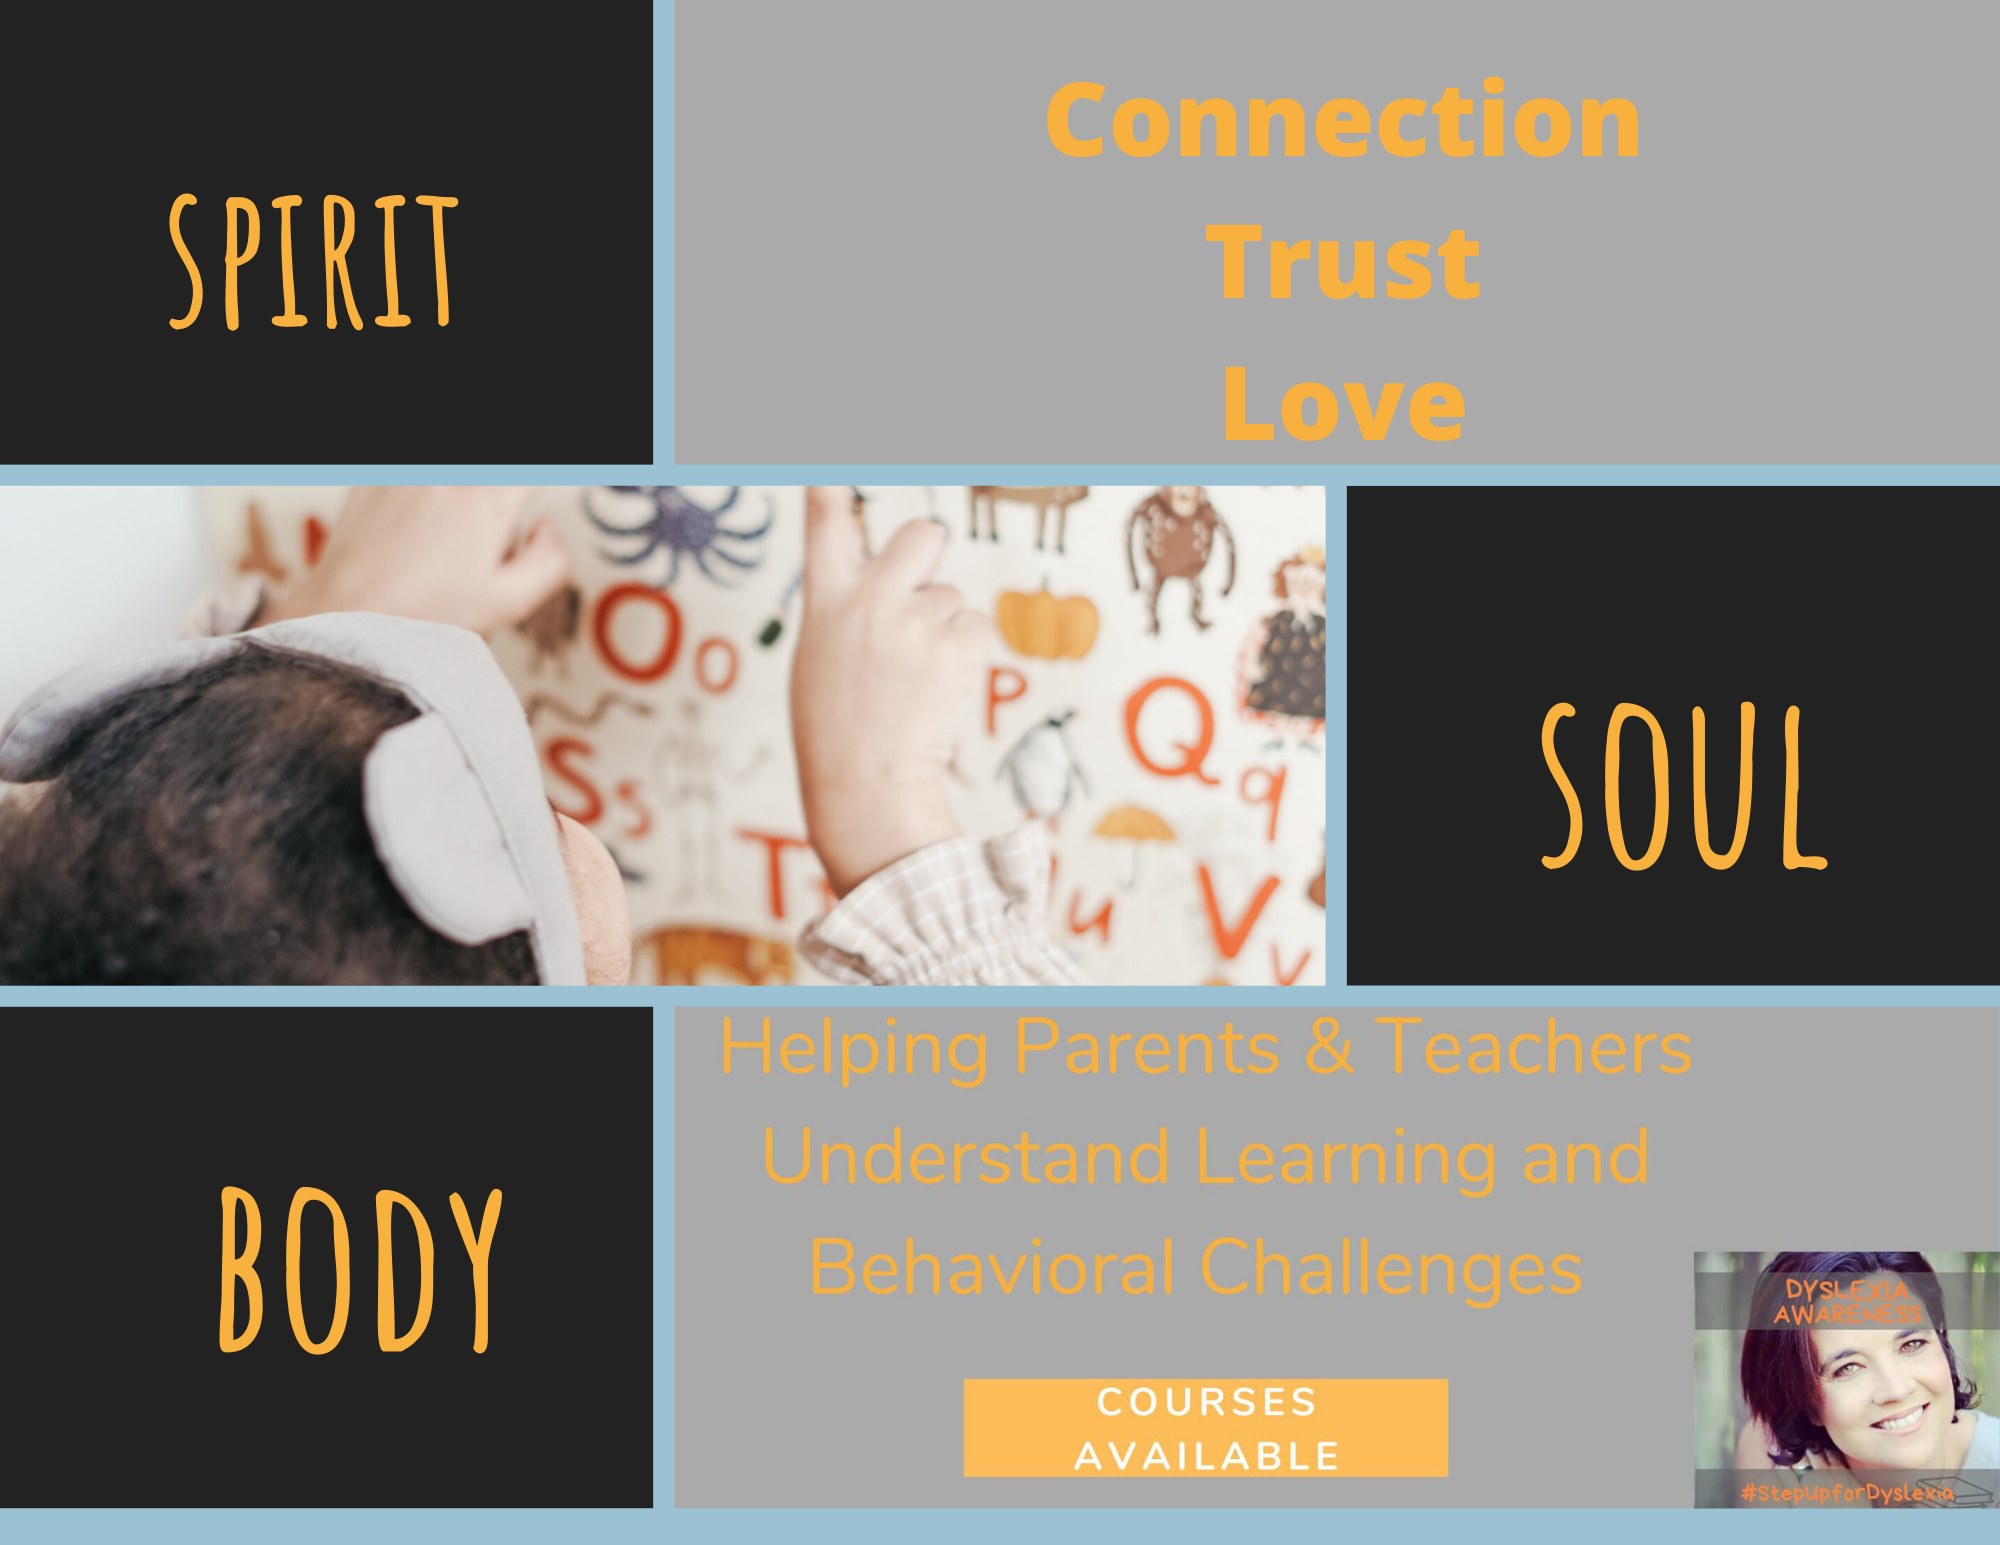 SPIRIT
Connection
Trust
Love
O o
P
Q q
S s
T
u
V v
SOUL
BODY
Helping Parents & Teachers
Understand Learning and
Behavioral Challenges
COURSES
AVAILABLE
DYSLEXIA
AWARENESS
#StepUpforDyslexia